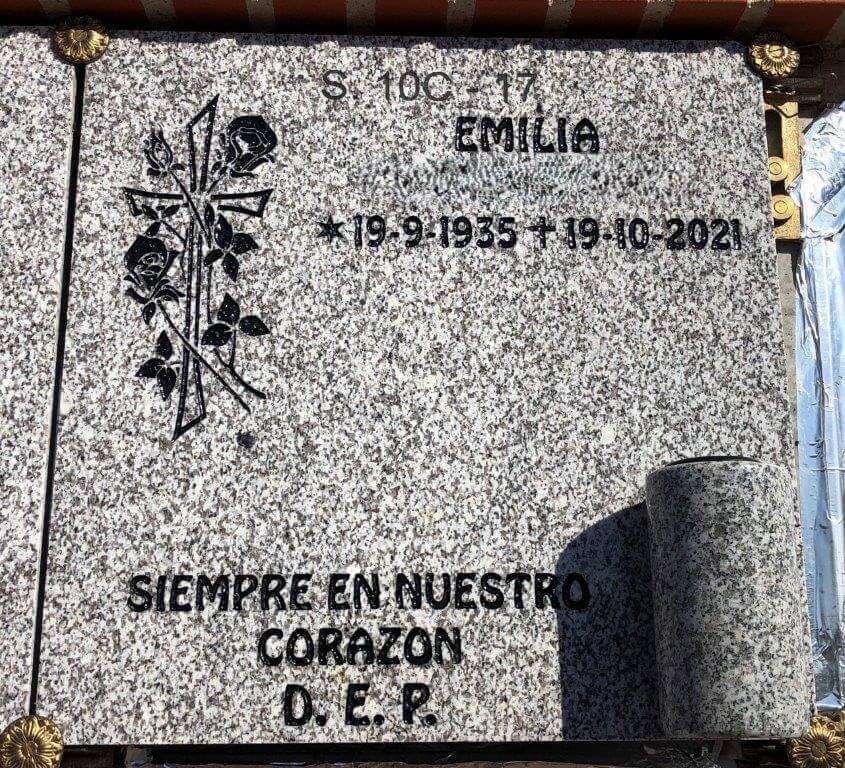 S. 10C - 17
EMILIA
* 19-9-1935 ✝ 19-10-2021
SIEMPRE EN NUESTRO
CORAZON
D. E. P.